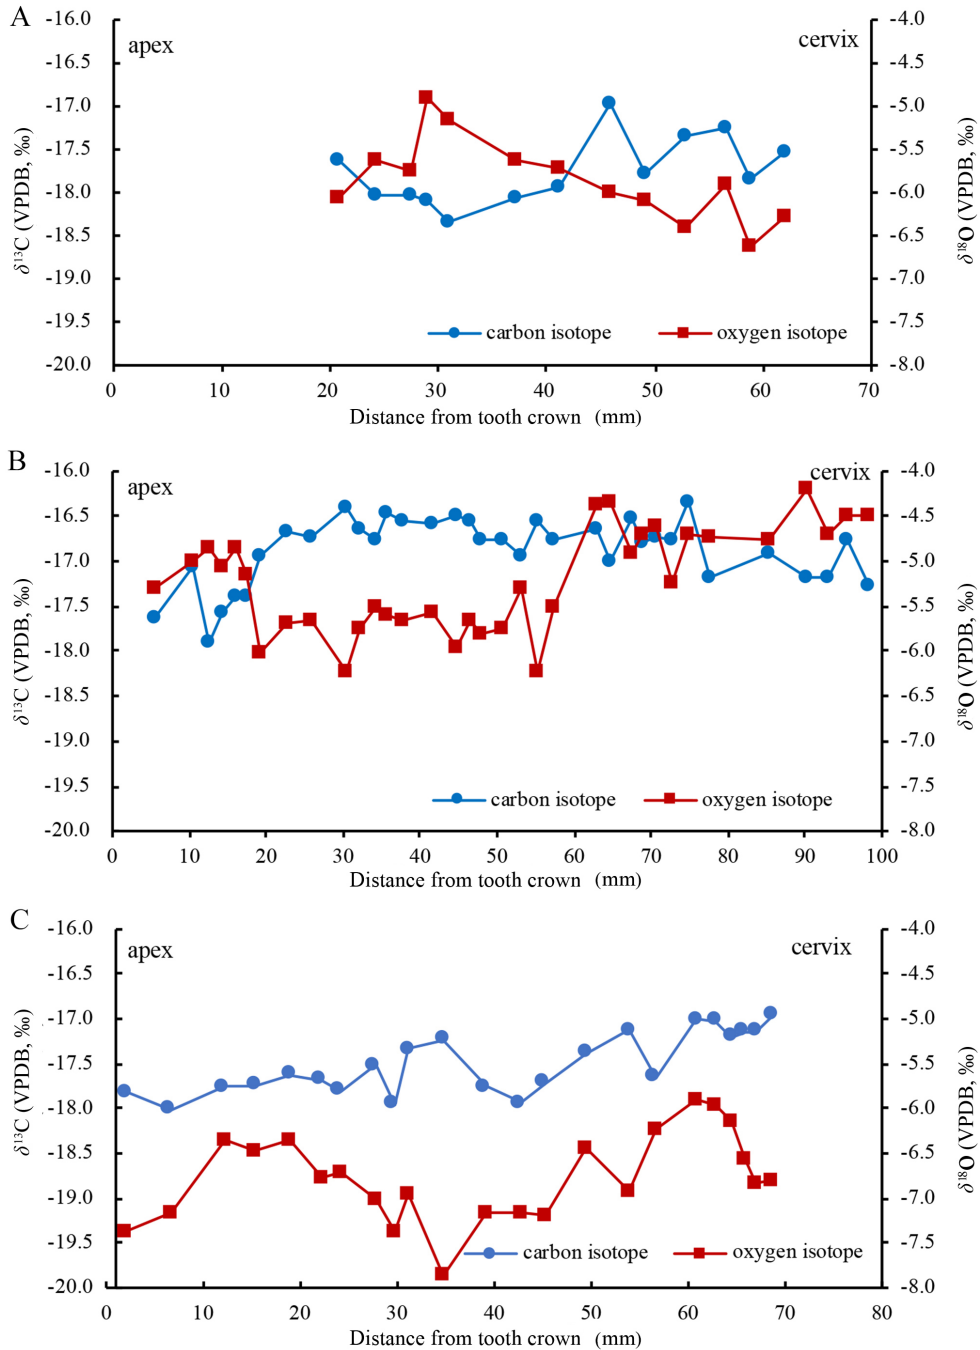 A
apex
cervix
-16.0
-16.5
-17.0
-17.5
-18.0
-18.5
-19.0
-19.5
-20.0
δ¹³C (VPDB, ‰)
-4.0
-4.5
-5.0
-5.5
-6.0
-6.5
-7.0
-7.5
-8.0
δ¹⁸O (VPDB, ‰)
carbon isotope oxygen isotope
0 10 20 30 40 50 60 70
Distance from tooth crown (mm)
B
apex
cervix
-16.0
-16.5
-17.0
-17.5
-18.0
-18.5
-19.0
-19.5
-20.0
δ¹³C (VPDB, ‰)
-4.0
-4.5
-5.0
-5.5
-6.0
-6.5
-7.0
-7.5
-8.0
δ¹⁸O (VPDB, ‰)
carbon isotope oxygen isotope
0 10 20 30 40 50 60 70 80 90 100
Distance from tooth crown (mm)
C
apex
cervix
-16.0
-16.5
-17.0
-17.5
-18.0
-18.5
-19.0
-19.5
-20.0
δ¹³C (VPDB, ‰)
-4.0
-4.5
-5.0
-5.5
-6.0
-6.5
-7.0
-7.5
-8.0
δ¹⁸O (VPDB, ‰)
carbon isotope oxygen isotope
0 10 20 30 40 50 60 70 80
Distance from tooth crown (mm)